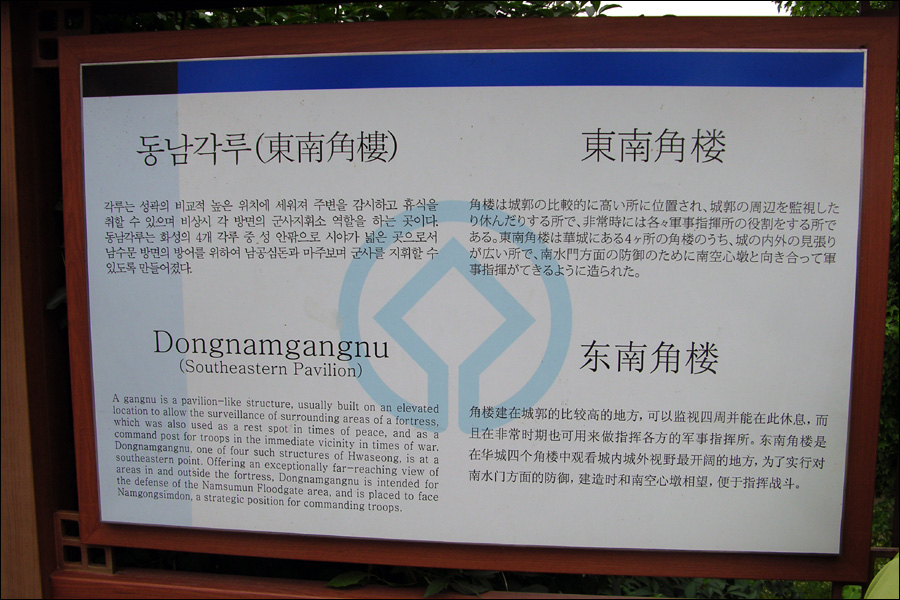 동남각루(東南角樓)
각루는 성곽의 비교적 높은 위치에 세워져 주변을 감시하고 휴식을
취할 수 있으며 비상시 각 방면의 군사지휘소 역할을 하는 곳이다.
동남각루는 화성의 4개 각루 중 성 안팎으로 시야가 넓은 곳으로서
남수문 방면의 방어를 위하여 남공심돈과 마주보며 군사를 지휘할 수
있도록 만들어졌다.
東南角楼
角楼は城郭の比較的に高い所に位置され、城郭の周辺を監視した
り休んだりする所で、非常時には各々軍事指揮所の役割をする所で
ある。東南角楼は華城にある4ヶ所の角楼のうち、城の内外の見張り
が広い所で、南水門方面の防御のために南空心墩と向き合って軍
事指揮ができるように造られた。
Dongnamgangnu
(Southeastern Pavilion)
A gangnu is a pavilion-like structure, usually built on an elevated
location to allow the surveillance of surrounding areas of a fortress,
which was also used as a rest spot in times of peace, and as a
command post for troops in the immediate vicinity in times of war.
Dongnamgangnu, one of four such structures of Hwaseong, is at a
southeastern point. Offering an exceptionally far-reaching view of
areas in and outside the fortress, Dongnamgangnu is intended for
the defense of the Namsumun Floodgate area, and is placed to face
Namgongsimdon, a strategic position for commanding troops.
东南角楼
角楼建在城郭的比较高的地方，可以监视四周并能在此休息，而
且在非常时期也可用来做指挥各方的军事指挥所。东南角楼是
在华城四个角楼中观看城内城外视野最开阔的地方，为了实行对
南水门方面的防御，建造时和南空心墩相望，便于指挥战斗。